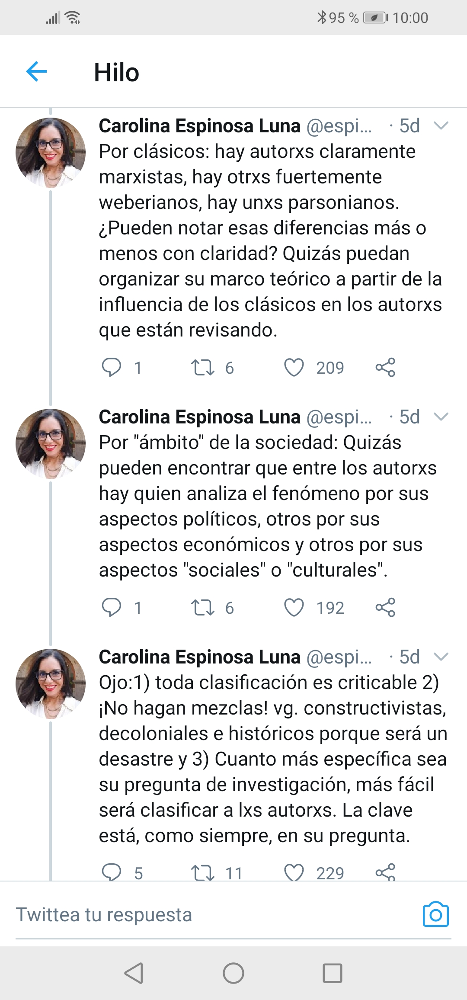 95 % 10:00
Hilo
Carolina Espinosa Luna @espi... · 5d
Por clásicos: hay autorxs claramente
marxistas, hay otrxs fuertemente
weberianos, hay unxs parsonianos.
¿Pueden notar esas diferencias más o
menos con claridad? Quizás puedan
organizar su marco teórico a partir de la
influencia de los clásicos en los autorxs
que están revisando.
1 6 209
Carolina Espinosa Luna @espi... · 5d
Por "ámbito" de la sociedad: Quizás
pueden encontrar que entre los autorxs
hay quien analiza el fenómeno por sus
aspectos políticos, otros por sus
aspectos económicos y otros por sus
aspectos "sociales" o "culturales".
1 6 192
Carolina Espinosa Luna @espi... · 5d
Ojo:1) toda clasificación es criticable 2)
¡No hagan mezclas! vg. constructivistas,
decoloniales e históricos porque será un
desastre y 3) Cuanto más específica sea
su pregunta de investigación, más fácil
será clasificar a lxs autorxs. La clave
está, como siempre, en su pregunta.
5 11 229
Twittea tu respuesta